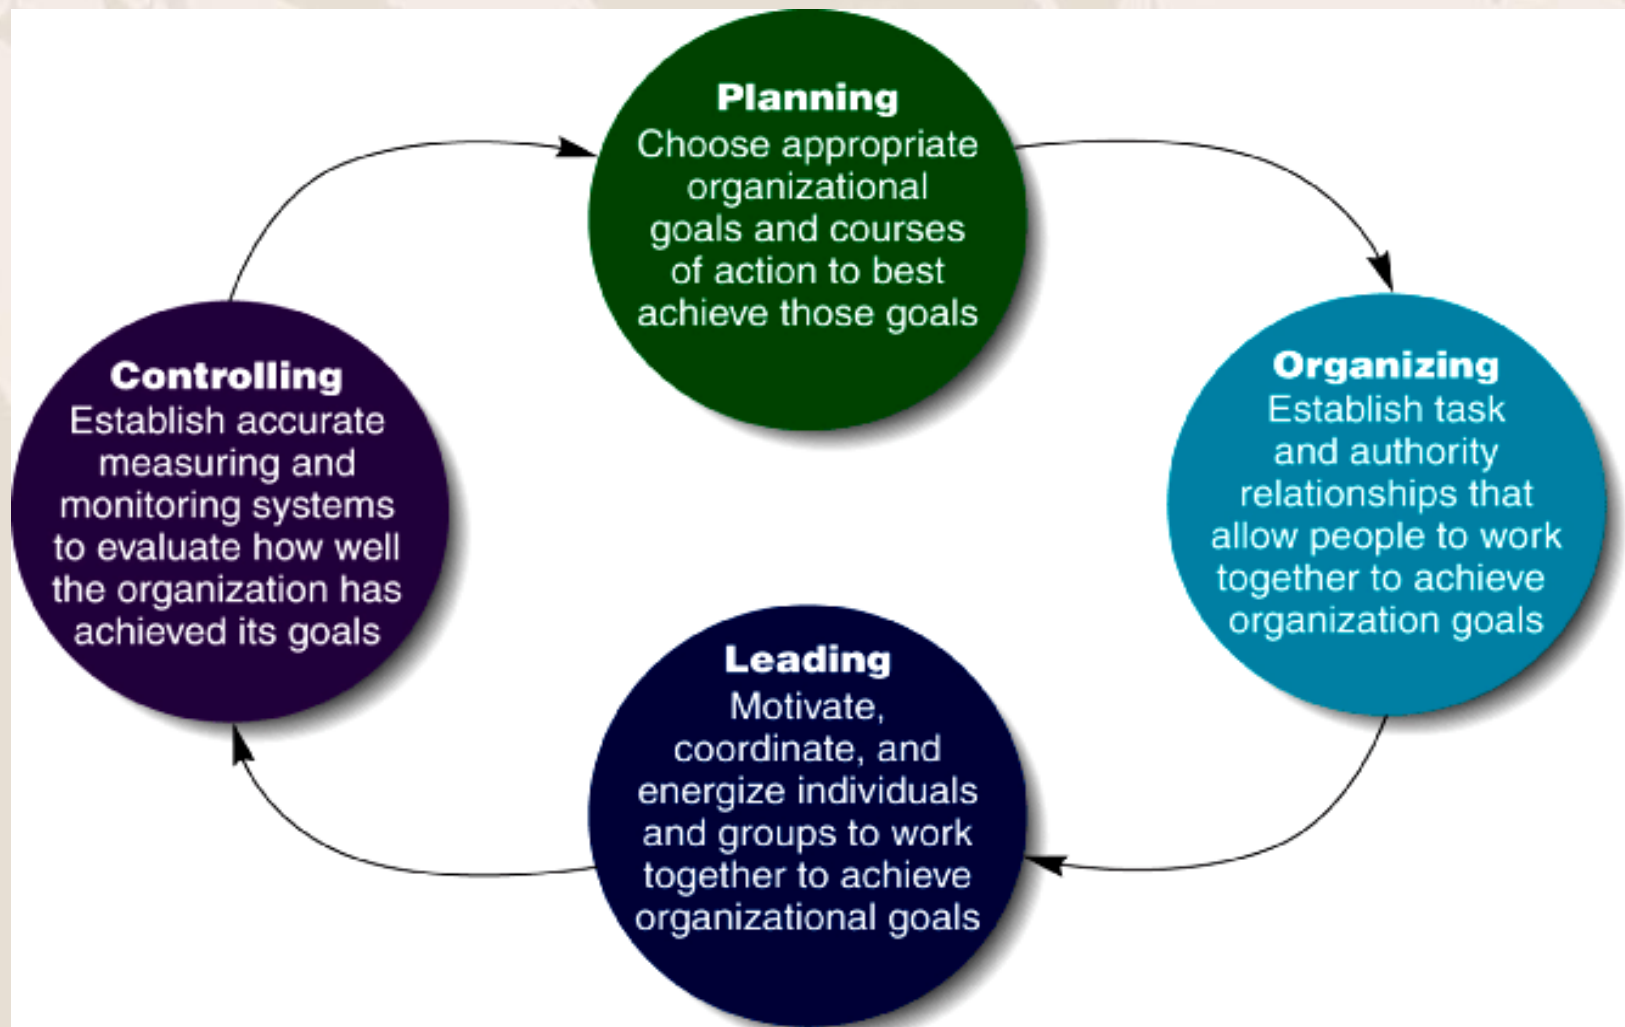 Planning
Choose appropriate
organizational
goals and courses
of action to best
achieve those goals
Organizing
Establish task
and authority
relationships that
allow people to work
together to achieve
organization goals
Leading
Motivate,
coordinate, and
energize individuals
and groups to work
together to achieve
organizational goals
Controlling
Establish accurate
measuring and
monitoring systems
to evaluate how well
the organization has
achieved its goals